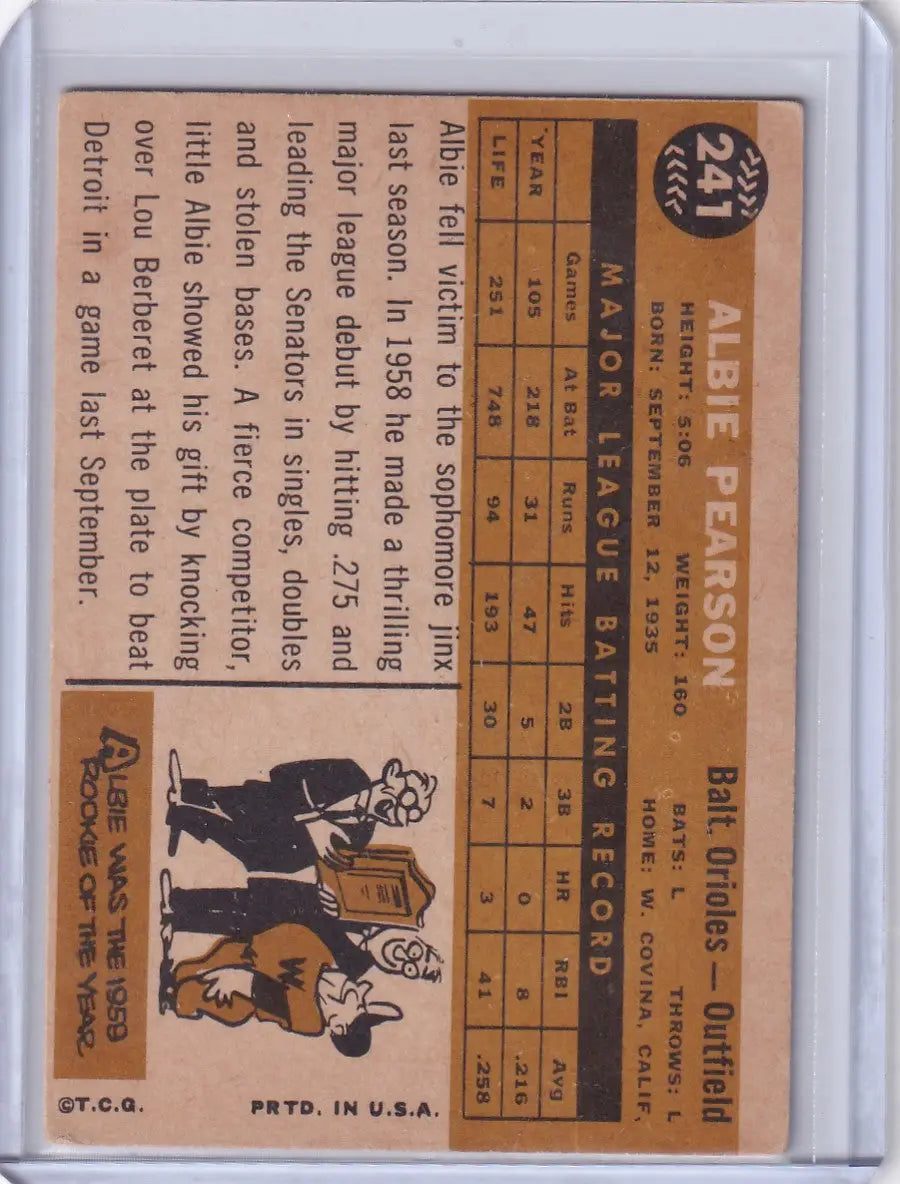 241
ALBIE PEARSON Balt. Orioles — Outfield
HEIGHT: 5:06 WEIGHT: 160 BATS: L THROWS: L
BORN: SEPTEMBER 12, 1935 HOME: W. COVINA, CALIF.
MAJOR LEAGUE BATTING RECORD
Games At Bat Runs Hits 2B 3B HR RBI Avg
YEAR 105 218 31 47 5 2 0 8 .216
LIFE 251 748 94 193 30 7 3 41 .258
Albie fell victim to the sophomore jinx
last season. In 1958 he made a thrilling
major league debut by hitting .275 and
leading the Senators in singles, doubles
and stolen bases. A fierce competitor,
little Albie showed his gift by knocking
over Lou Berberet at the plate to beat
Detroit in a game last September.
W
ALBIE WAS THE 1958
ROOKIE OF THE YEAR
©T.C.G. PRTD. IN U.S.A.